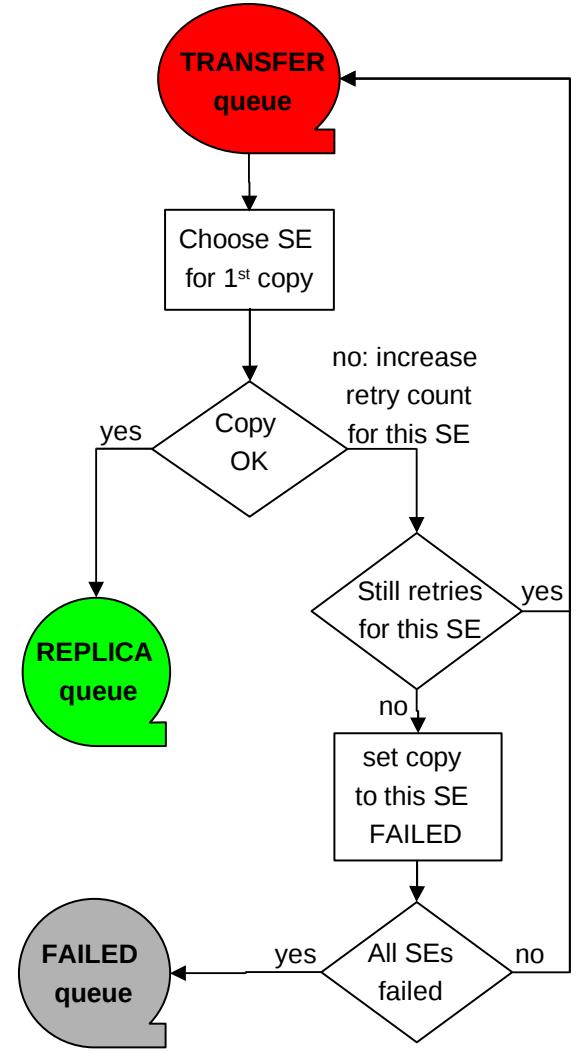 TRANSFER
queue
Choose SE
for 1st copy
no: increase
retry count
for this SE
yes
Copy
OK
Still retries
for this SE
yes
REPLICA
queue
no
set copy
to this SE
FAILED
FAILED
queue
yes
All SEs
failed
no